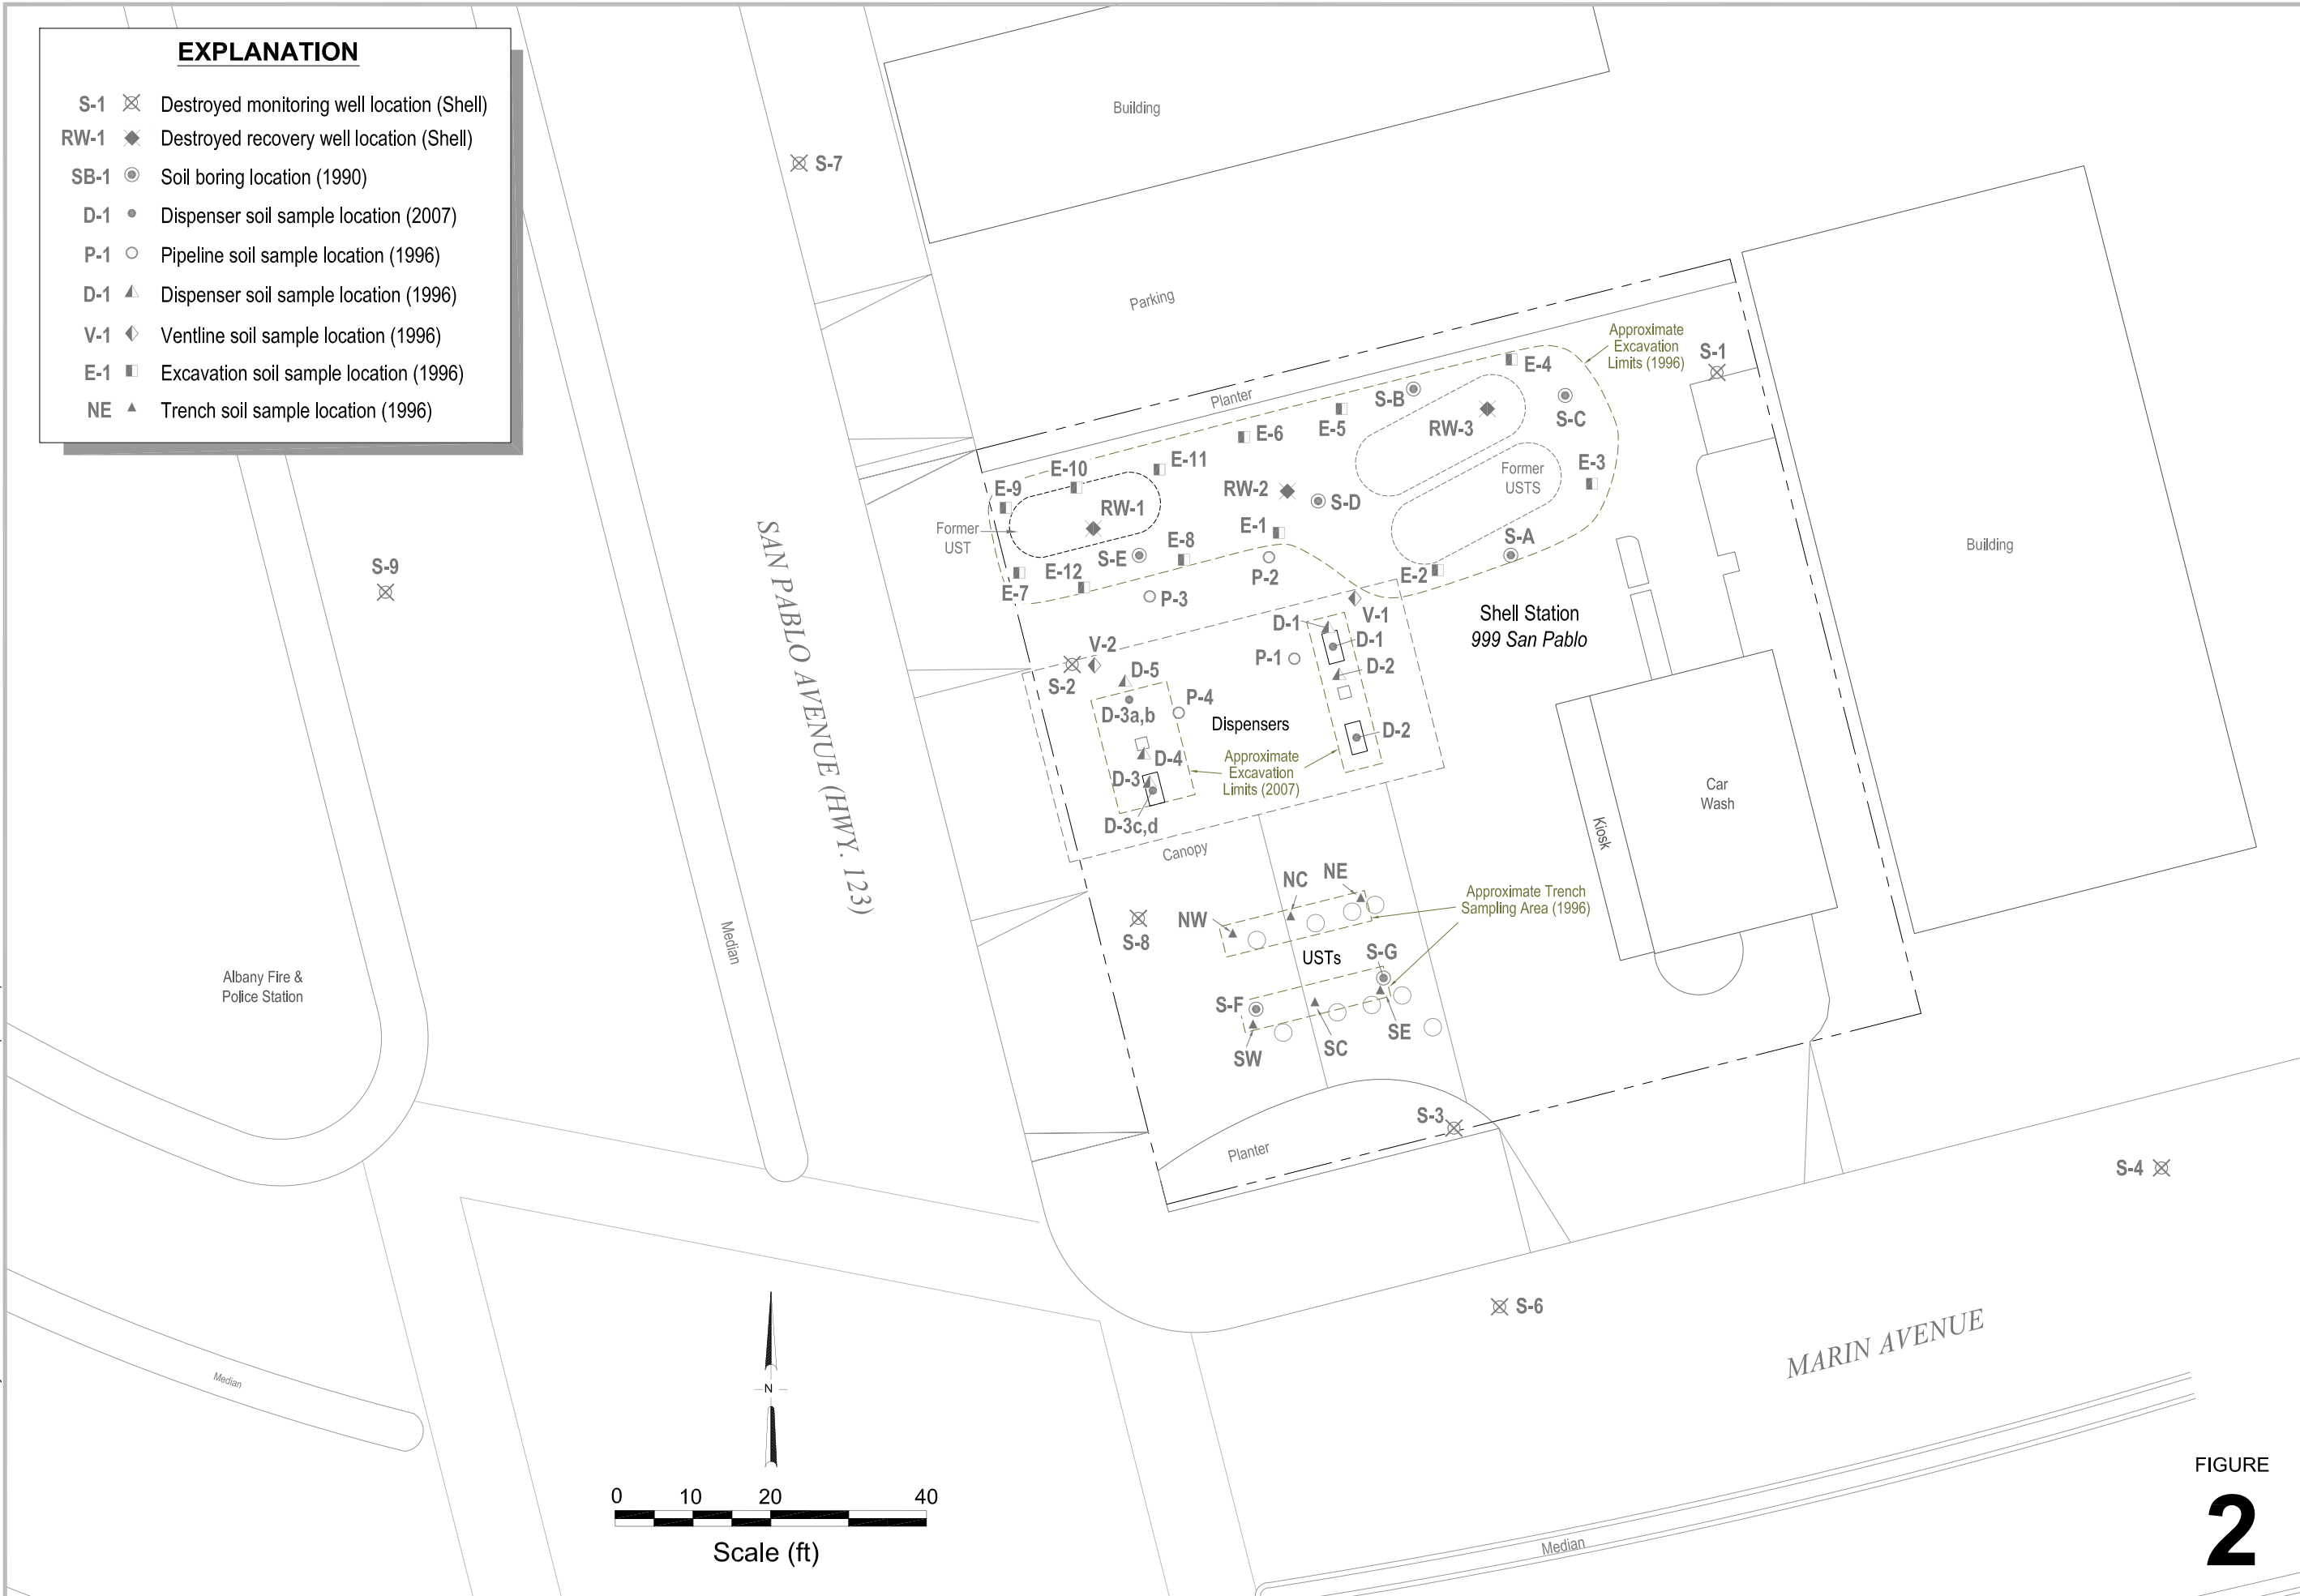 EXPLANATION
S-1 Destroyed monitoring well location (Shell)
RW-1 Destroyed recovery well location (Shell)
SB-1 Soil boring location (1990)
D-1 Dispenser soil sample location (2007)
P-1 Pipeline soil sample location (1996)
D-1 Dispenser soil sample location (1996)
V-1 Ventline soil sample location (1996)
E-1 Excavation soil sample location (1996)
NE Trench soil sample location (1996)
Building
S-7
Parking
Approximate
Excavation
Limits (1996)
S-1
E-4
Planter
S-B
S-C
E-5
RW-3
E-6
E-11
E-10
E-3
Former
USTS
E-9
RW-2
S-D
RW-1
Former
UST
E-1
E-8
S-A
Building
S-E
E-12
P-2
E-2
S-9
E-7
P-3
SAN PABLO AVENUE (HWY. 123)
V-1
Shell Station
999 San Pablo
D-1
D-1
V-2
P-1
D-2
D-5
S-2
P-4
D-3a,b
Dispensers
D-2
D-4
Approximate
Excavation
Limits (2007)
D-3
Car
Wash
D-3c,d
Kiosk
Canopy
NC
NE
Approximate Trench
Sampling Area (1996)
NW
S-8
Median
USTs
S-G
Albany Fire &
Police Station
S-F
SE
SC
SW
S-3
Planter
S-4
S-6
MARIN AVENUE
Median
N
0 10 20 40
Scale (ft)
Median
FIGURE
2